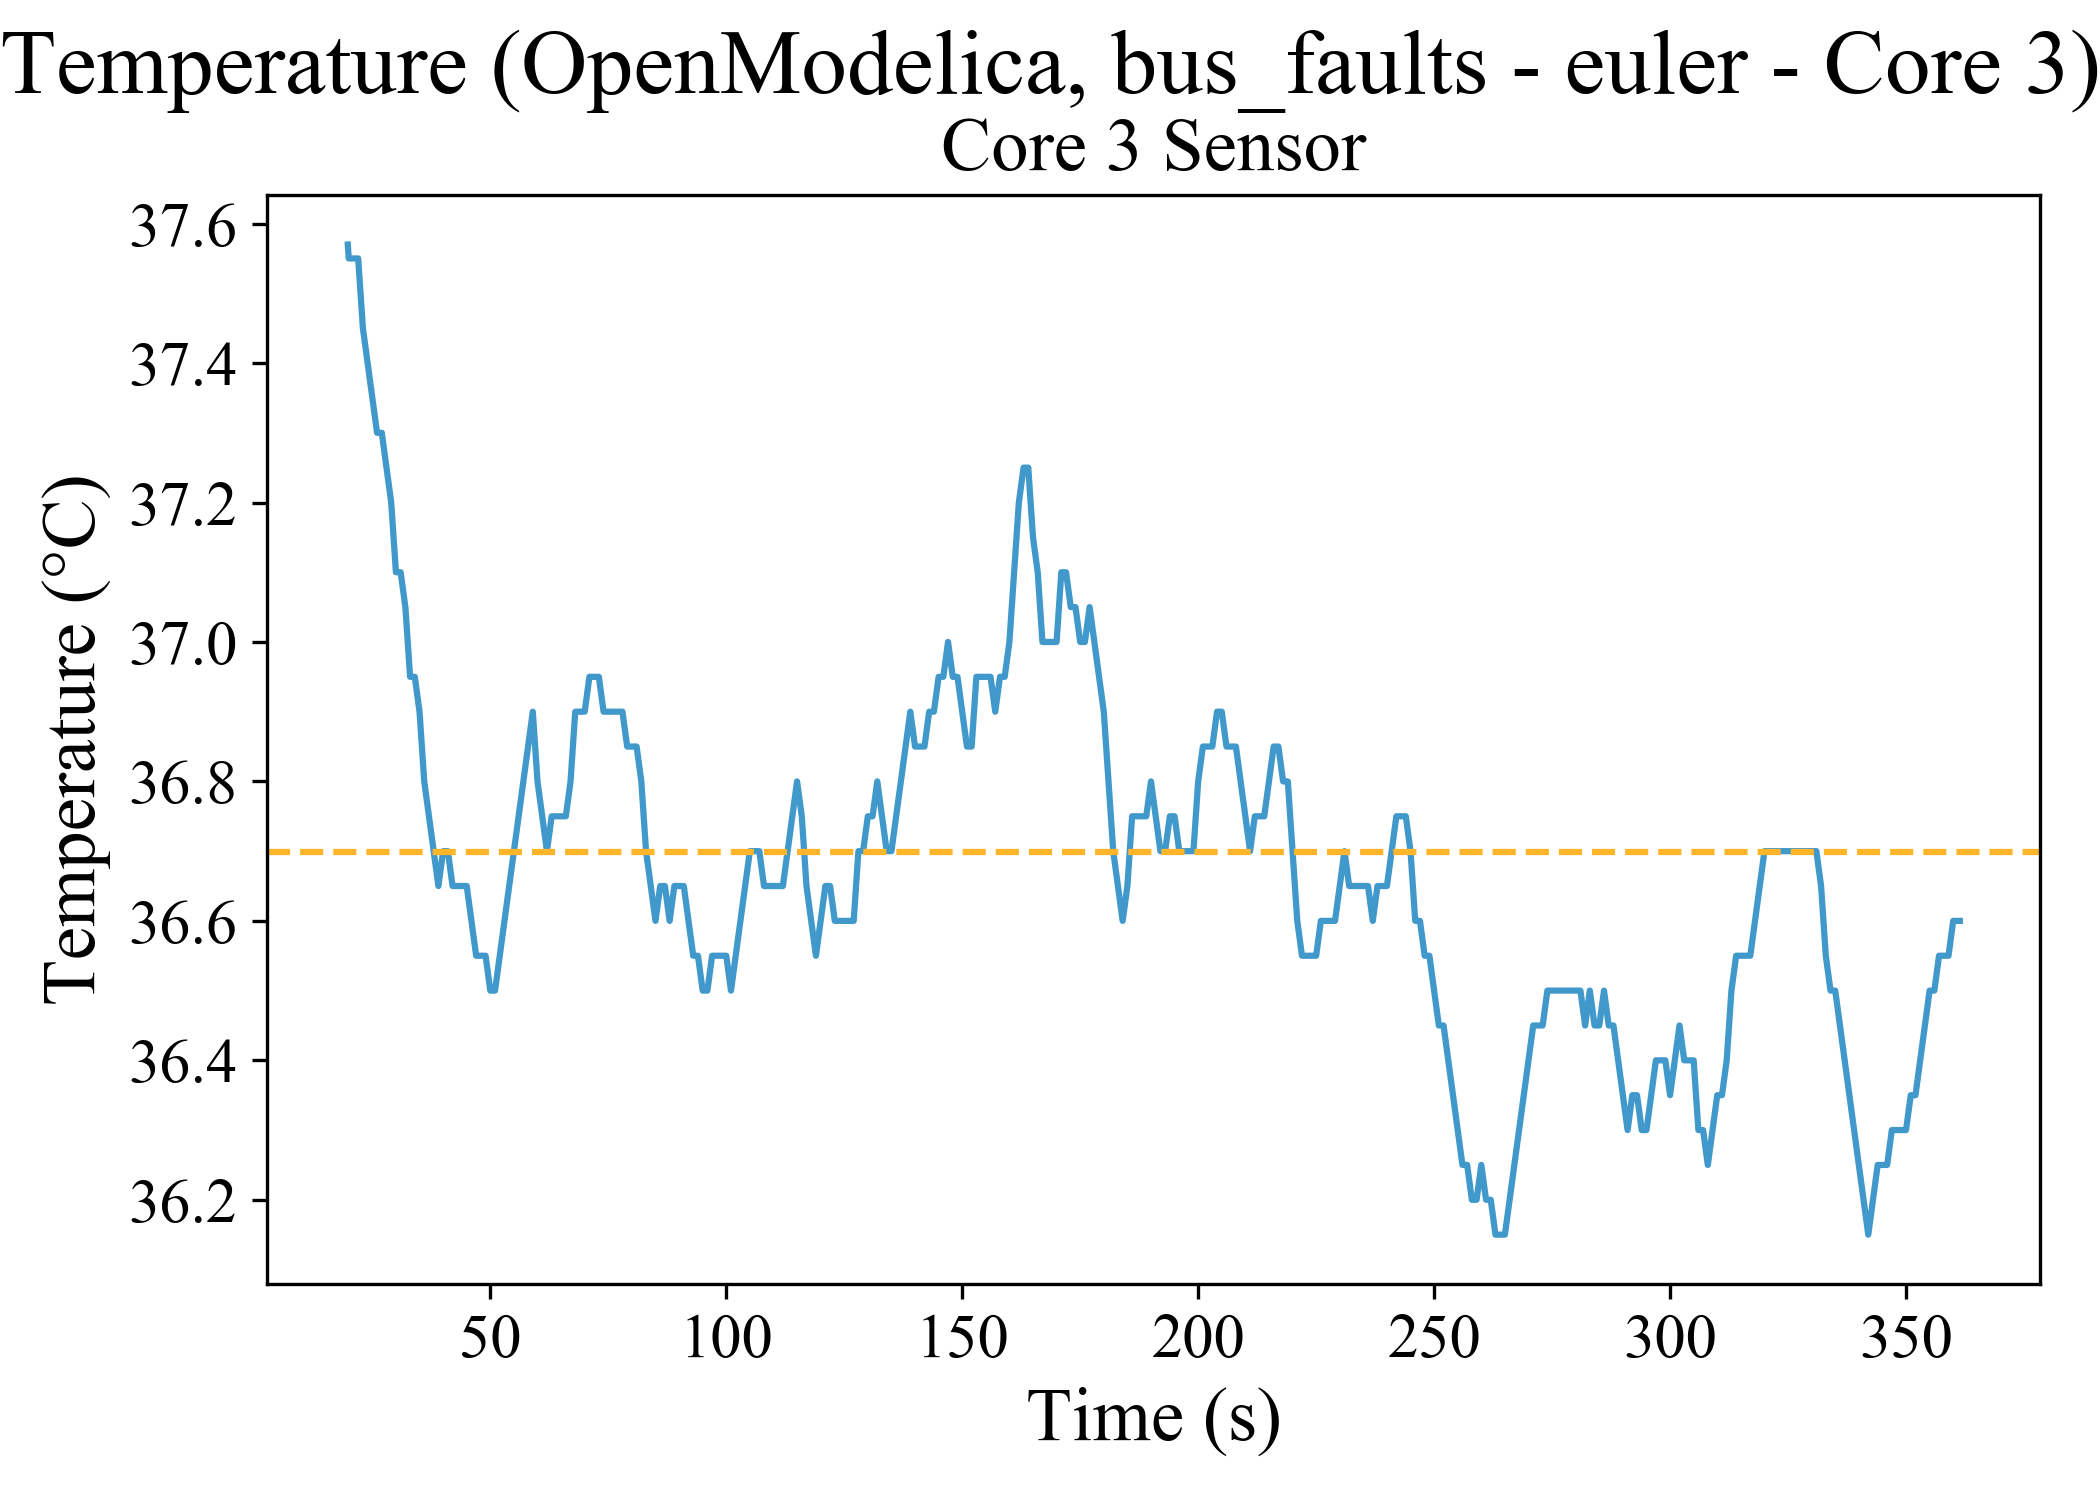 Temperature (OpenModelica, bus_faults - euler - Core 3)
Core 3 Sensor
37.6
37.4
37.2
37.0
36.8
36.6
36.4
36.2
Temperature (°C)
50 100 150 200 250 300 350
Time (s)